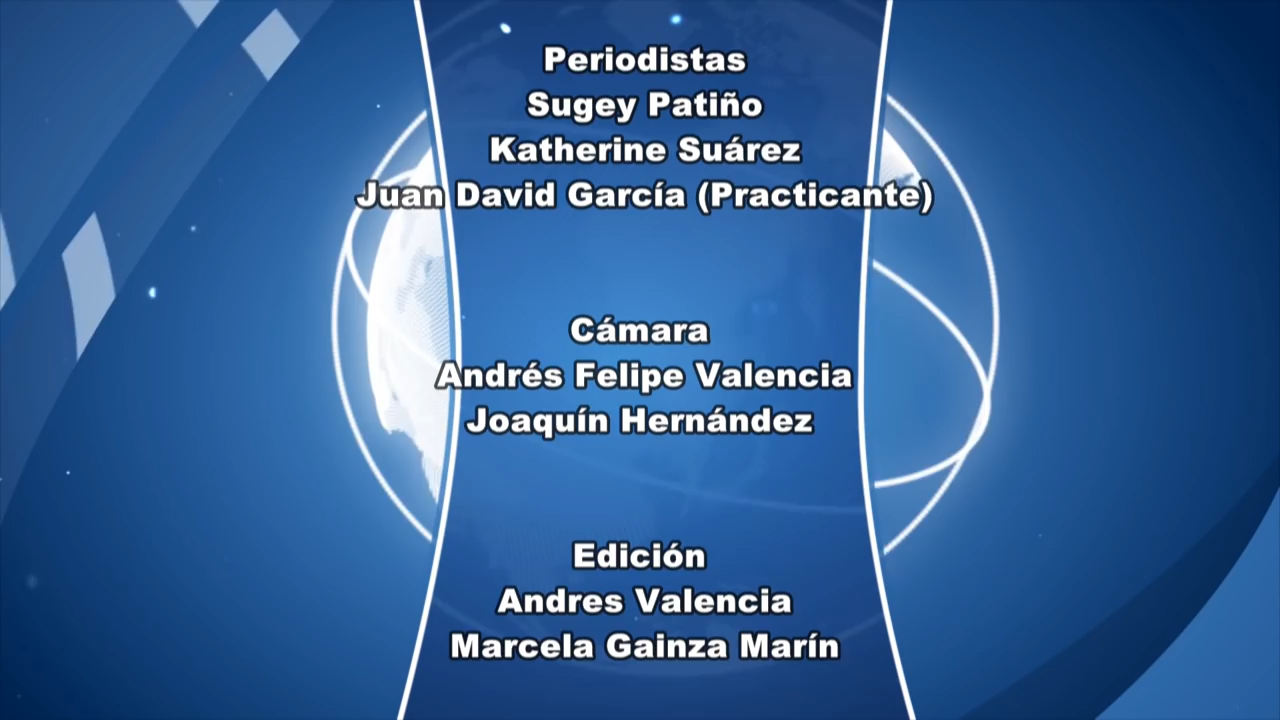 Periodistas
Sugey Patiño
Katherine Suárez
Juan David García (Practicante)
Cámara
Andrés Felipe Valencia
Joaquín Hernández
Edición
Andres Valencia
Marcela Gainza Marín